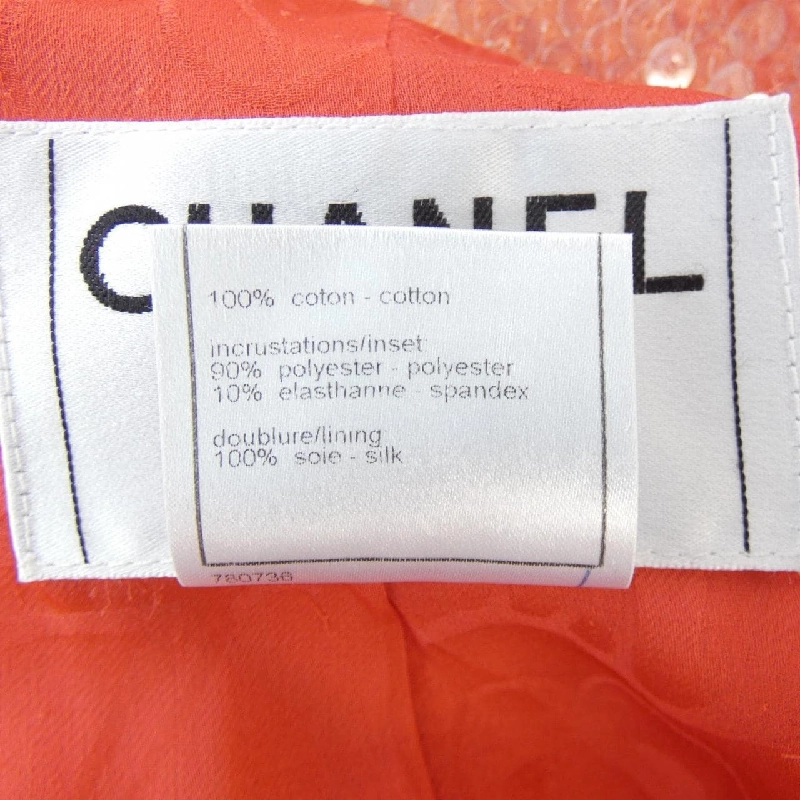 CHANEL
100% coton - cotton
incrustations/inset
90% polyester - polyester
10% elasthanne - spandex
doublure/lining
100% soie - silk
780736